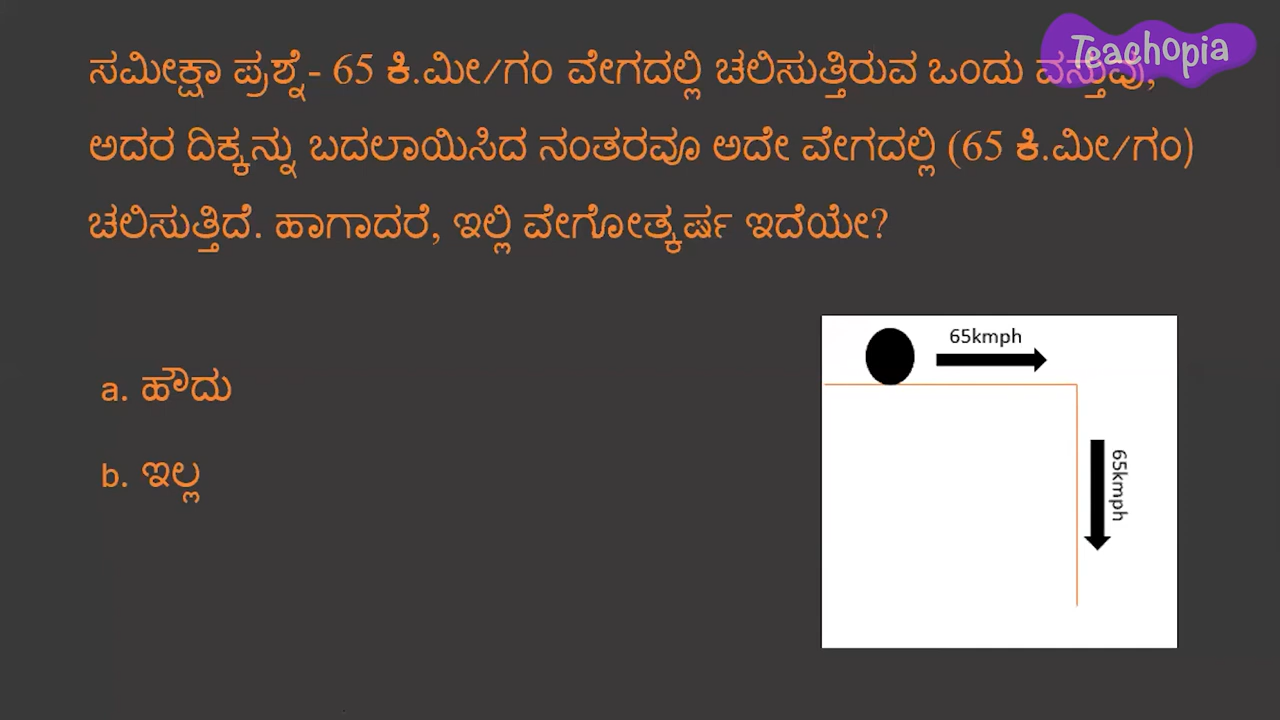 Teachopia
ಸಮೀಕ್ಷಾ ಪ್ರಶ್ನೆ- 65 ಕಿ.ಮೀ/ಗಂ ವೇಗದಲ್ಲಿ ಚಲಿಸುತ್ತಿರುವ ಒಂದು ವಸ್ತುವು,
ಅದರ ದಿಕ್ಕನ್ನು ಬದಲಾಯಿಸಿದ ನಂತರವೂ ಅದೇ ವೇಗದಲ್ಲಿ (65 ಕಿ.ಮೀ/ಗಂ)
ಚಲಿಸುತ್ತಿದೆ. ಹಾಗಾದರೆ, ಇಲ್ಲಿ ವೇಗೋತ್ಕರ್ಷ ಇದೆಯೇ?
65kmph
a. ಹೌದು
65kmph
b. ಇಲ್ಲ